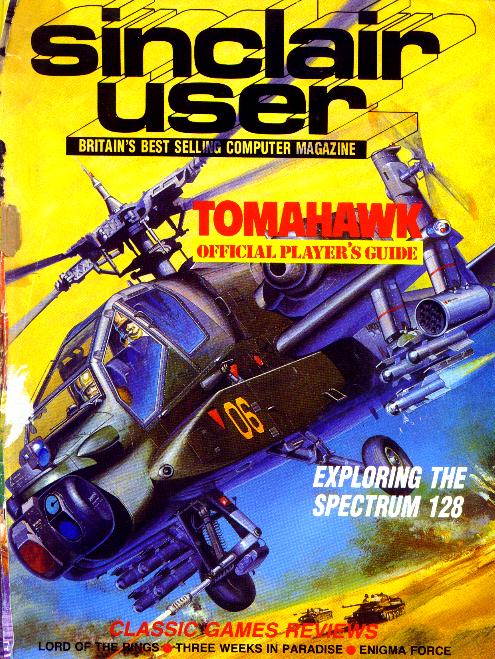 sinclair
user
BRITAIN'S BEST SELLING COMPUTER MAGAZINE
TOMAHAWK
OFFICIAL PLAYER'S GUIDE
06
EXPLORING THE
SPECTRUM 128
CLASSIC GAMES REVIEWS
LORD OF THE RINGS ● THREE WEEKS IN PARADISE ● ENIGMA FORCE